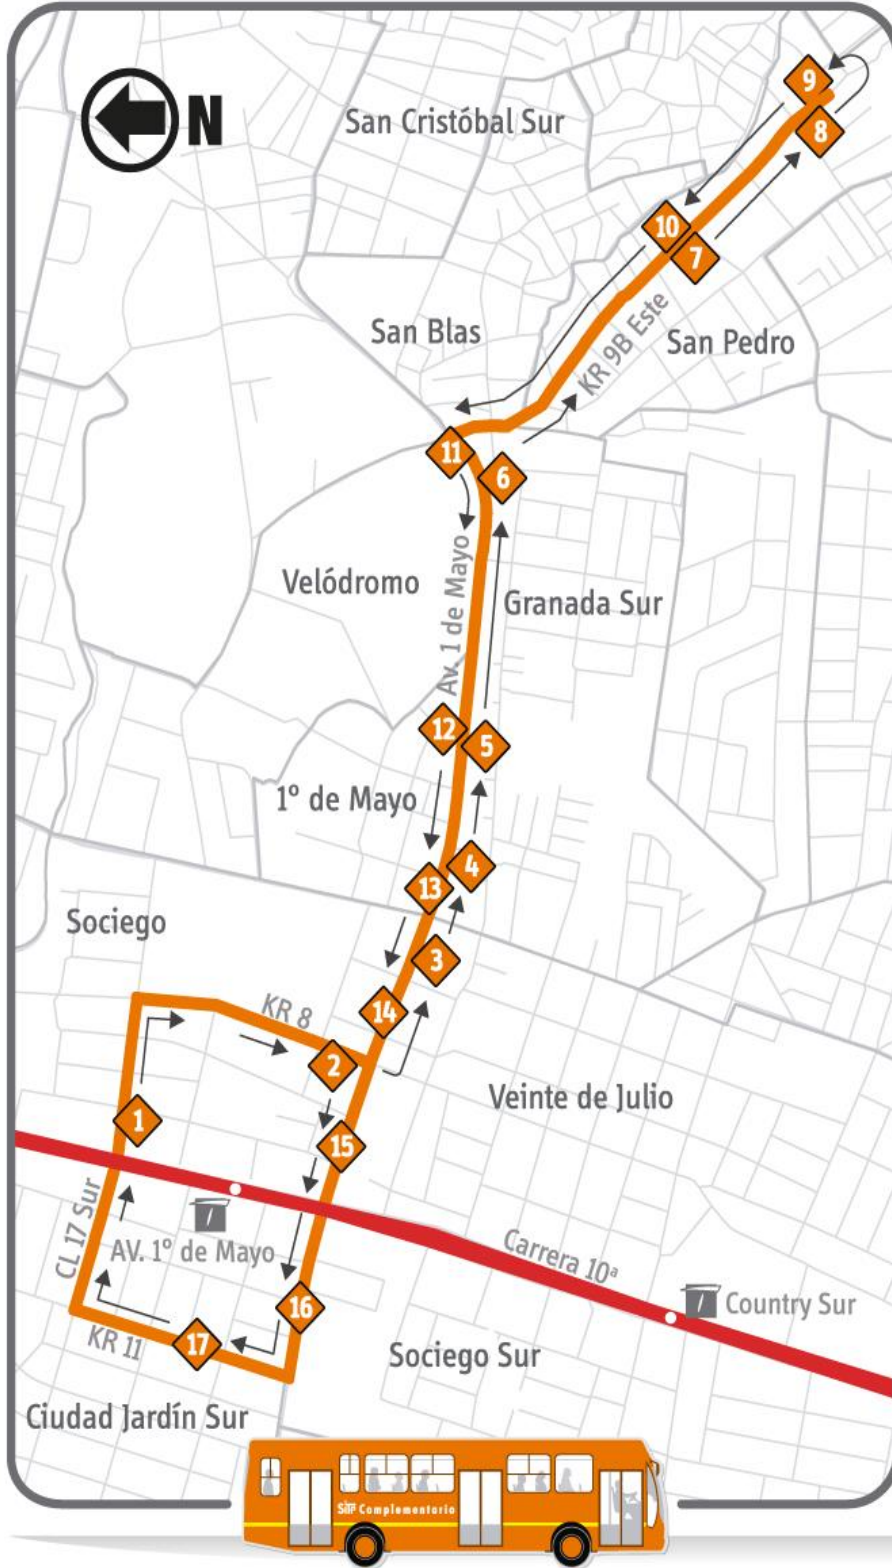 N
San Cristóbal Sur
9
8
10
7
KR 9B Este
San Blas
San Pedro
11
6
Velódromo
Av. 1 de Mayo
Granada Sur
12
5
1º de Mayo
4
13
Sociego
3
14
KR 8
2
Veinte de Julio
1
15
CL 17 Sur
AV. 1º de Mayo
Carrera 10ª
16
Country Sur
KR 11
17
Sociego Sur
Ciudad Jardín Sur
SITP Complementario